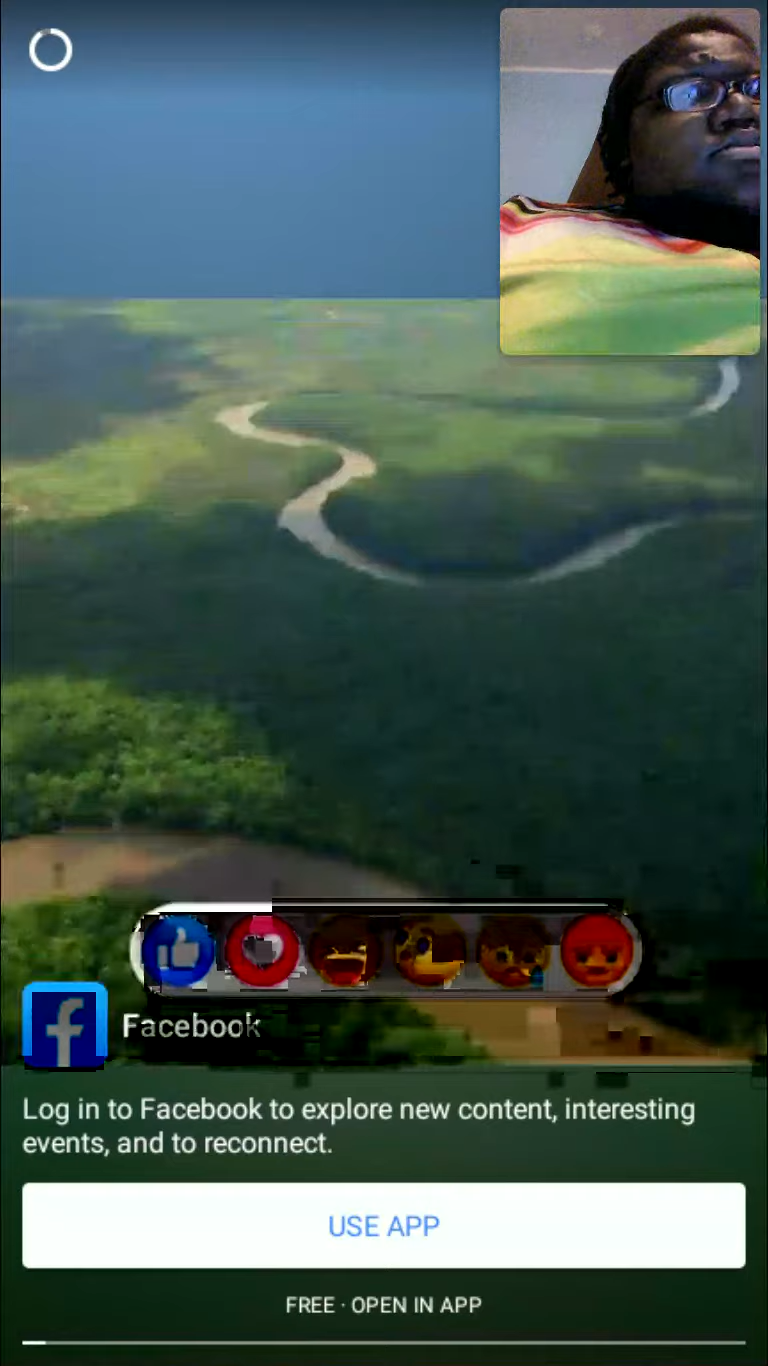 Facebook
Log in to Facebook to explore new content, interesting
events, and to reconnect.
USE APP
FREE · OPEN IN APP